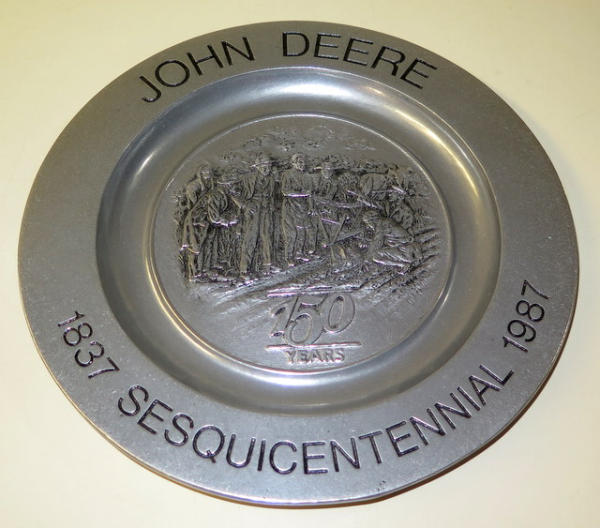 JOHN DEERE
150
YEARS
1837 SESQUICENTENNIAL 1987